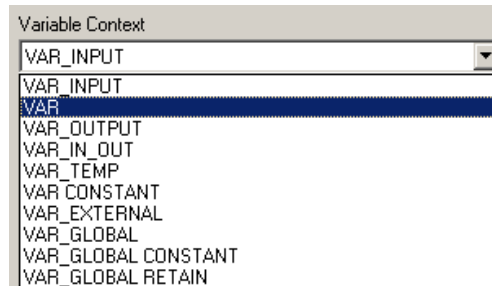 Variable Context
VAR_INPUT
VAR_INPUT
VAR
VAR_OUTPUT
VAR_IN_OUT
VAR_TEMP
VAR CONSTANT
VAR_EXTERNAL
VAR_GLOBAL
VAR_GLOBAL CONSTANT
VAR_GLOBAL RETAIN